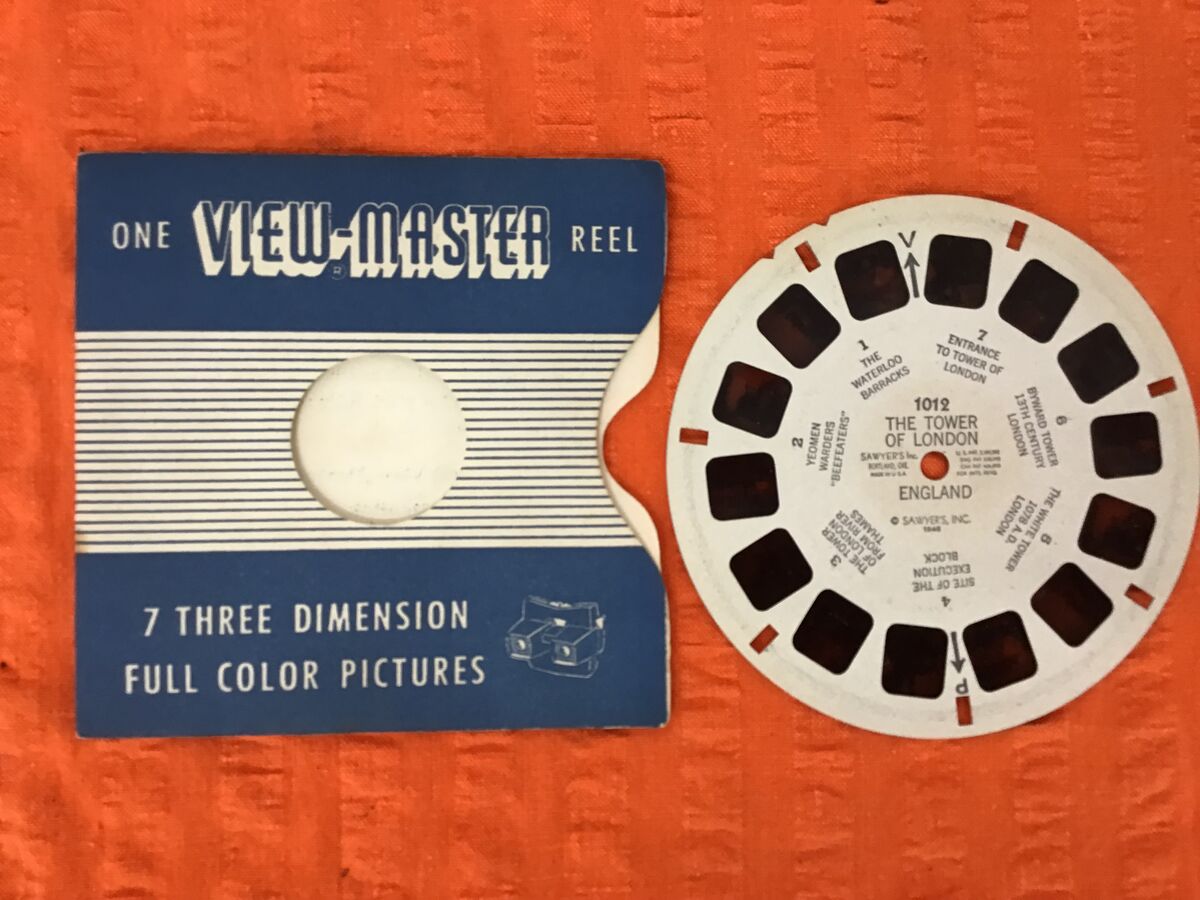 ONE VIEW-MASTER REEL
®
7 THREE DIMENSION
FULL COLOR PICTURES
V
1
THE
WATERLOO
BARRACKS
2
YEOMEN
WARDERS
"BEEFEATERS"
3
THE TOWER
OF LONDON
FROM RIVER
THAMES
4
SITE OF THE
EXECUTION
BLOCK
THE WHITE TOWER
1078 A.D.
LONDON
6
BYWARD TOWER
13TH CENTURY
LONDON
7
ENTRANCE
TO TOWER OF
LONDON
1012
THE TOWER
OF LONDON
SAWYER'S Inc.
PORTLAND, ORE.
MADE IN U.S.A.
ENGLAND
© SAWYER'S, INC.
1948
P